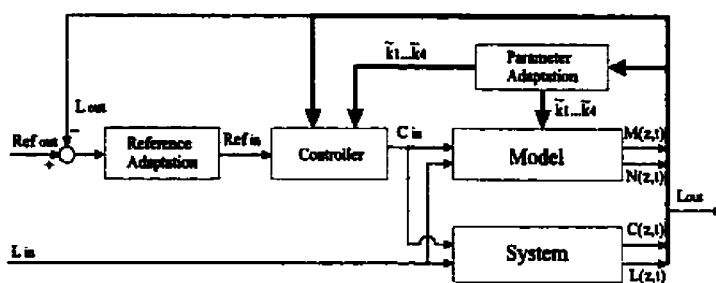 k̃1...k̃4
Parameter
Adaptation
L out
Ref out
−
+
Reference
Adaptation
Ref in
Controller
C in
k̃1...k̃4
Model
M(z,t)
N(z,t)
Lout
L in
System
C(z,t)
L(z,t)